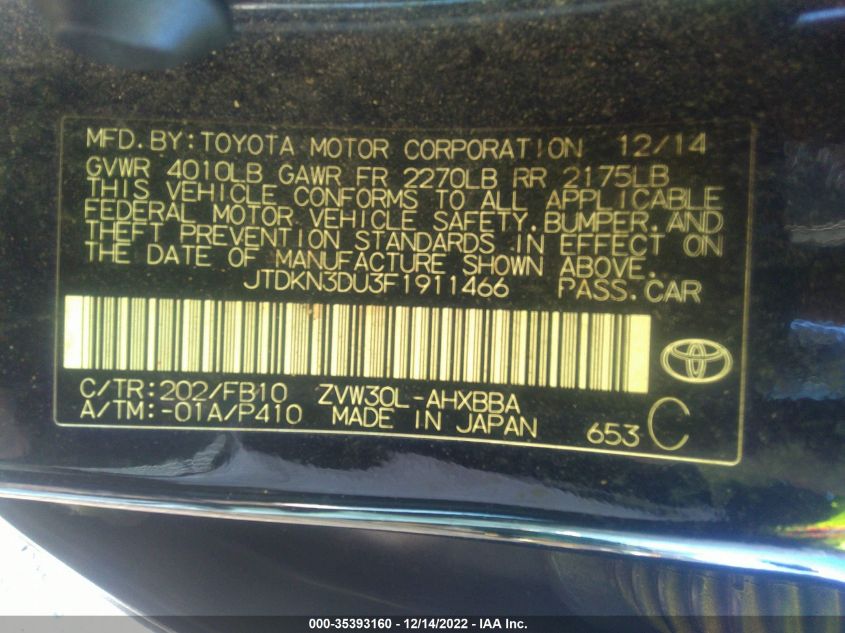 MFD.BY:TOYOTA MOTOR CORPORATION 12/14
GVWR 4010LB GAWR FR 2270LB RR 2175LB
THIS VEHICLE CONFORMS TO ALL APPLICABLE
FEDERAL MOTOR VEHICLE SAFETY.BUMPER.AND
THEFT PREVENTION STANDARDS IN EFFECT ON
THE DATE OF MANUFACTURE SHOWN ABOVE.
JTDKN3DU3F1911466 PASS.CAR
C/TR:202/FB10 ZVW30L-AHXBBA
A/TM:-01A/P410 MADE IN JAPAN 653 C
000-35393160 - 12/14/2022 - IAA Inc.